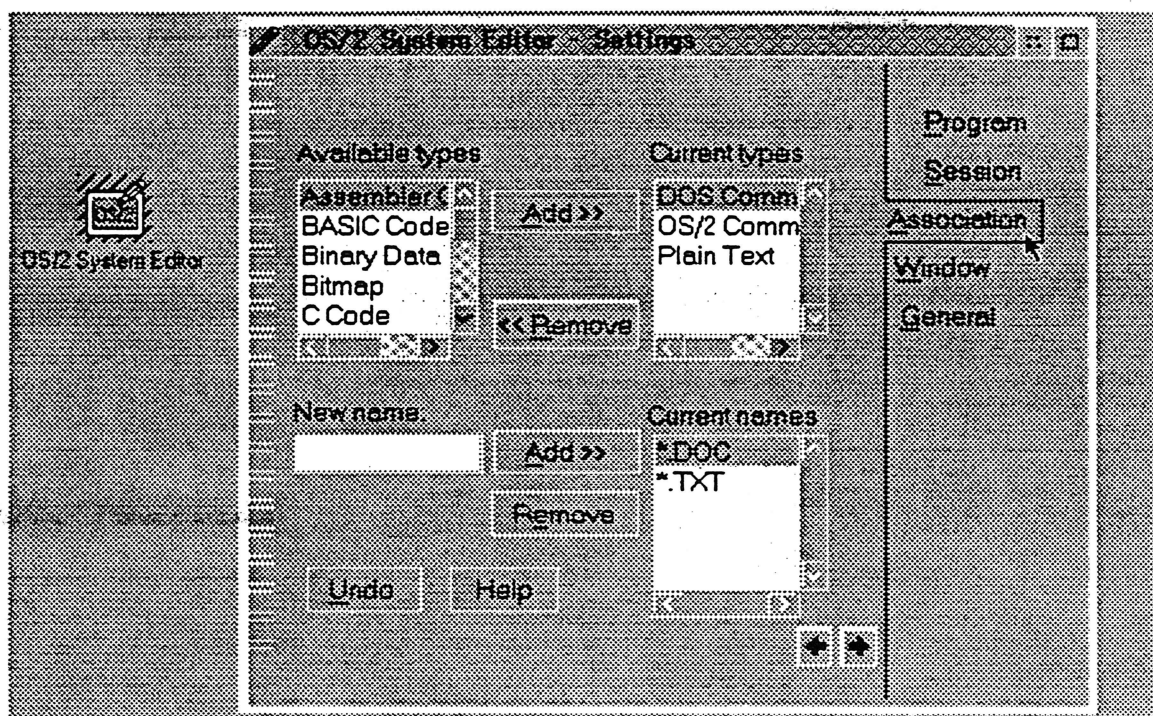 OS/2 System Editor - Settings
OS/2
OS/2 System Editor
Available types
Assembler C
BASIC Code
Binary Data
Bitmap
C Code
Add >>
<< Remove
Current types
DOS Comm
OS/2 Comm
Plain Text
New name:
Add >>
Remove
Current names
*.DOC
*.TXT
Undo
Help
Program
Session
Association
Window
General